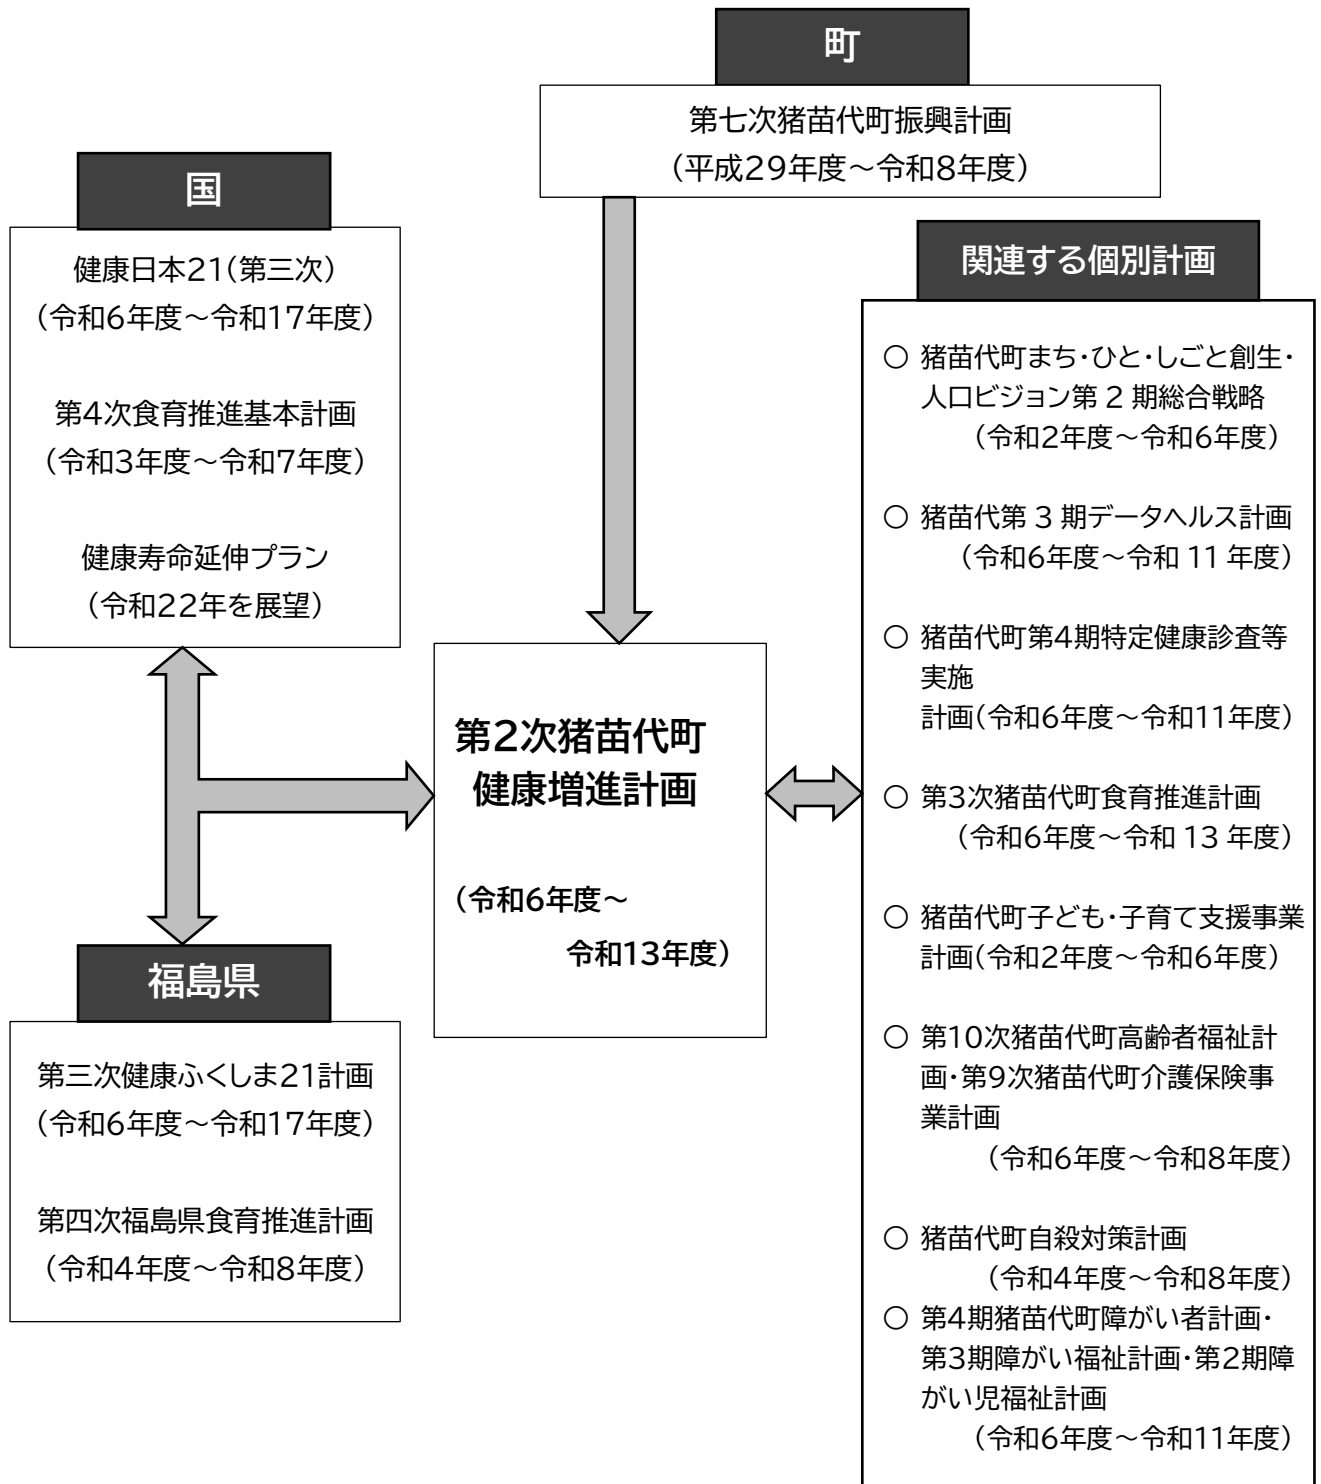 町
第七次猪苗代町振興計画
（平成29年度～令和8年度）
国
健康日本21（第三次）
（令和6年度～令和17年度）
第4次食育推進基本計画
（令和3年度～令和7年度）
健康寿命延伸プラン
（令和22年を展望）
福島県
第三次健康ふくしま21計画
（令和6年度～令和17年度）
第四次福島県食育推進計画
（令和4年度～令和8年度）
第2次猪苗代町
健康増進計画
（令和6年度～
令和13年度）
関連する個別計画
○ 猪苗代町まち・ひと・しごと創生・
人口ビジョン第 2 期総合戦略
（令和2年度～令和6年度）
○ 猪苗代第 3 期データヘルス計画
（令和6年度～令和 11 年度）
○ 猪苗代町第4期特定健康診査等
実施
計画（令和6年度～令和11年度）
○ 第3次猪苗代町食育推進計画
（令和6年度～令和 13 年度）
○ 猪苗代町子ども・子育て支援事業
計画（令和2年度～令和6年度）
○ 第10次猪苗代町高齢者福祉計
画・第9次猪苗代町介護保険事
業計画
（令和6年度～令和8年度）
○ 猪苗代町自殺対策計画
（令和4年度～令和8年度）
○ 第4期猪苗代町障がい者計画・
第3期障がい福祉計画・第2期障
がい児福祉計画
（令和6年度～令和11年度）